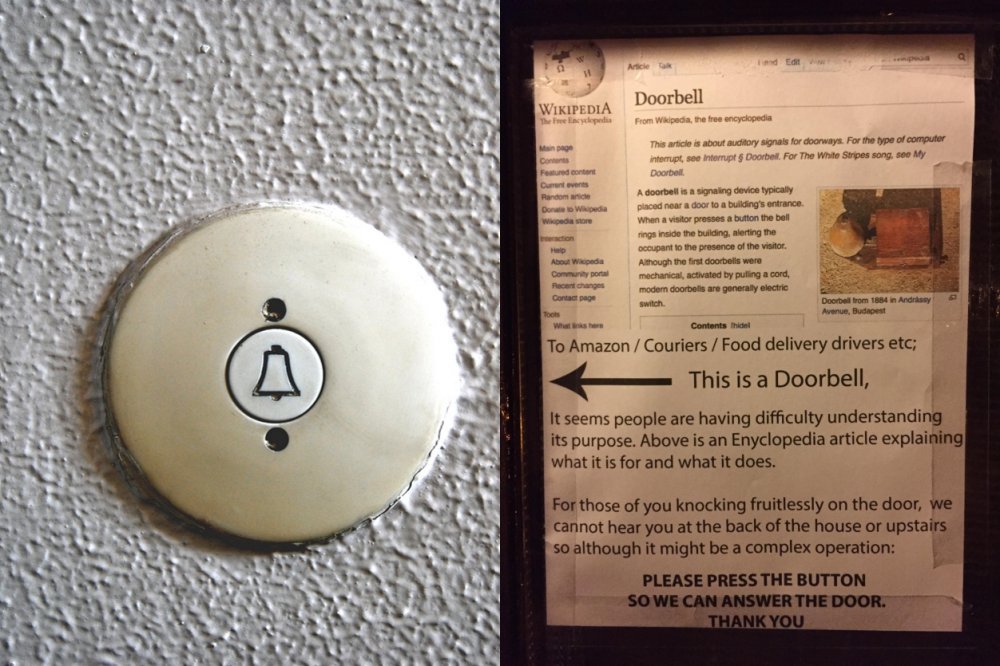 Article Talk Read Edit
WIKIPEDIA
The Free Encyclopedia
Main page
Contents
Featured content
Current events
Random article
Donate to Wikipedia
Wikipedia store
Interaction
Help
About Wikipedia
Community portal
Recent changes
Contact page
Tools
What links here
Doorbell
From Wikipedia, the free encyclopedia
This article is about auditory signals for doorways. For the type of computer
interrupt, see Interrupt § Doorbell. For The White Stripes song, see My
Doorbell.
A doorbell is a signaling device typically
placed near a door to a building's entrance.
When a visitor presses a button the bell
rings inside the building, alerting the
occupant to the presence of the visitor.
Although the first doorbells were
mechanical, activated by pulling a cord,
modern doorbells are generally electric
switch.
Doorbell from 1884 in Andrássy
Avenue, Budapest
Contents [hide]
To Amazon / Couriers / Food delivery drivers etc;
This is a Doorbell,
It seems people are having difficulty understanding
its purpose. Above is an Enyclopedia article explaining
what it is for and what it does.
For those of you knocking fruitlessly on the door, we
cannot hear you at the back of the house or upstairs
so although it might be a complex operation:
PLEASE PRESS THE BUTTON
SO WE CAN ANSWER THE DOOR.
THANK YOU